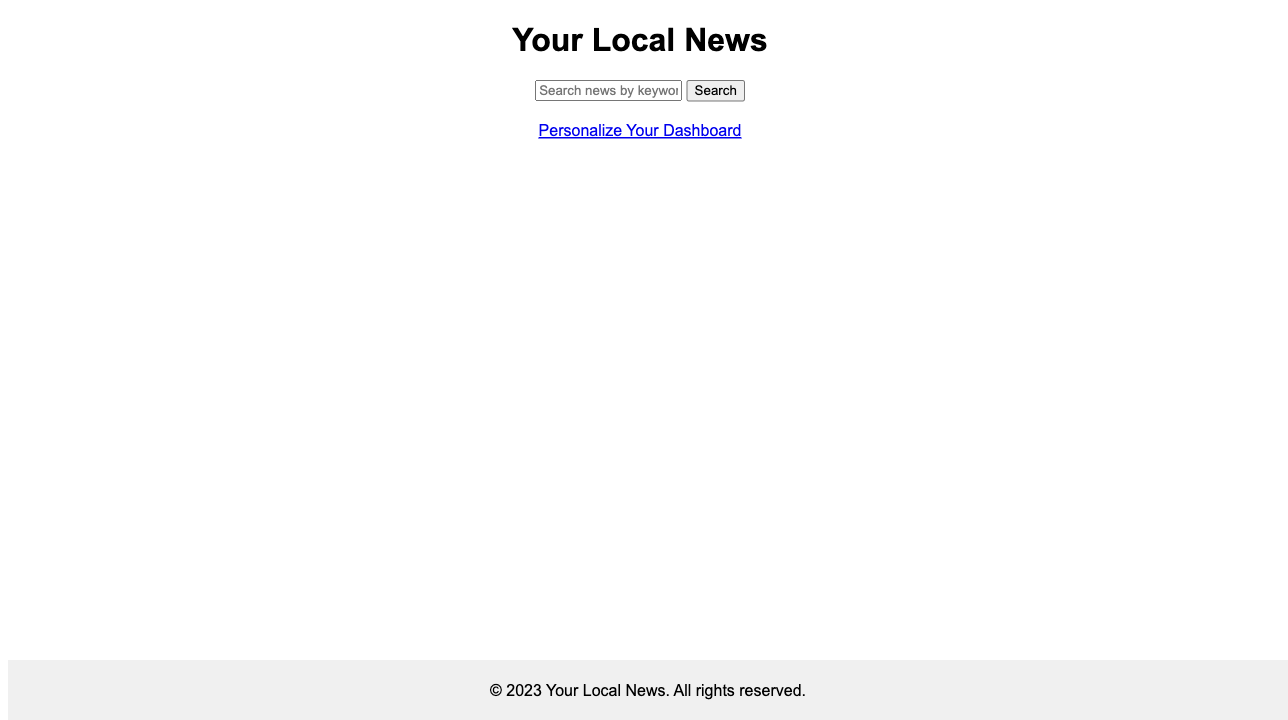 Your Local News
Search news by keywor Search
Personalize Your Dashboard
© 2023 Your Local News. All rights reserved.